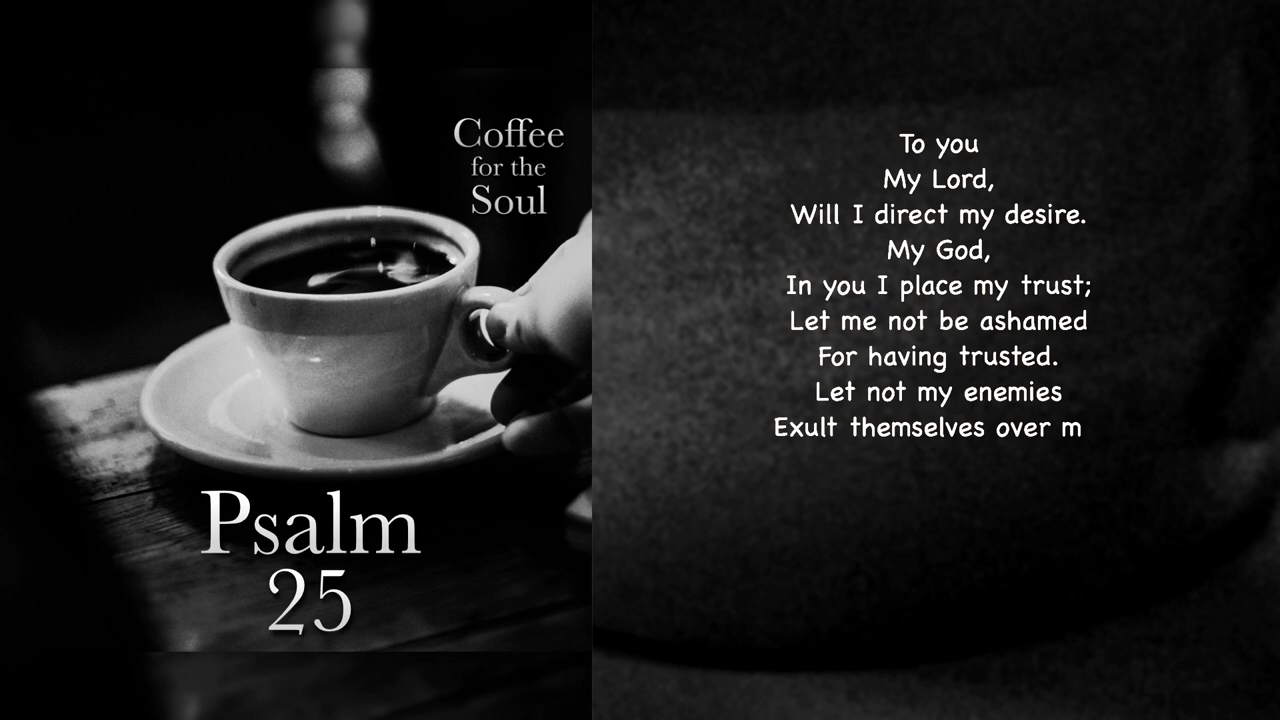 Coffee
for the
Soul
Psalm
25
To you
My Lord,
Will I direct my desire.
My God,
In you I place my trust;
Let me not be ashamed
For having trusted.
Let not my enemies
Exult themselves over m